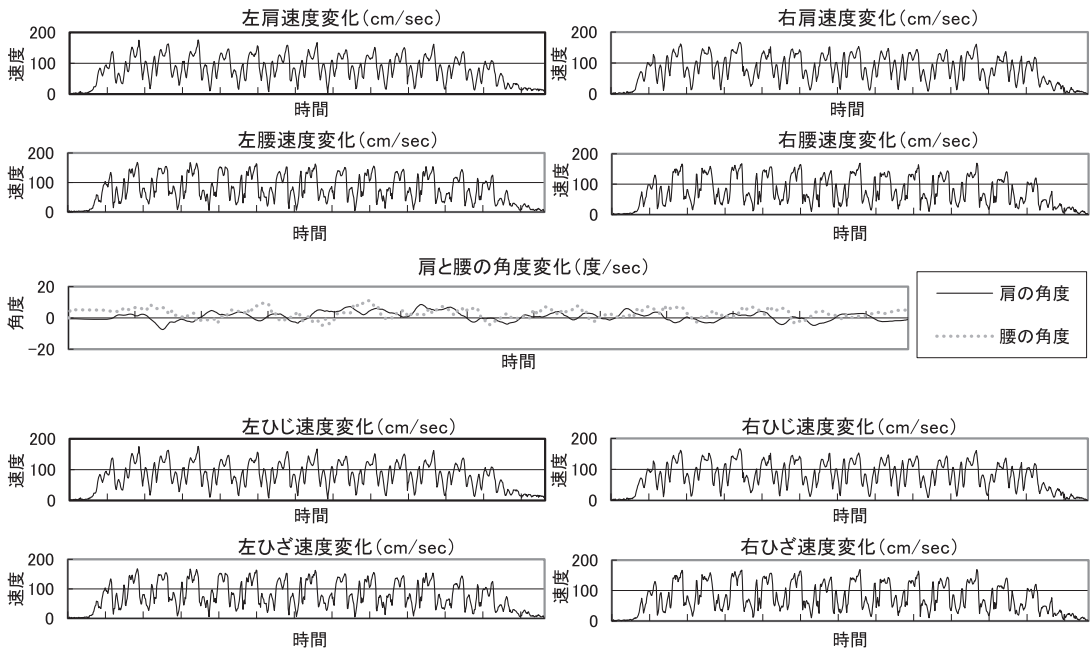 左肩速度変化(cm/sec)
200
100
0
速度
時間
右肩速度変化(cm/sec)
200
100
0
速度
時間
左腰速度変化(cm/sec)
200
100
0
速度
時間
右腰速度変化(cm/sec)
200
100
0
速度
時間
肩と腰の角度変化(度/sec)
20
0
-20
角度
時間
肩の角度
腰の角度
左ひじ速度変化(cm/sec)
200
100
0
速度
時間
右ひじ速度変化(cm/sec)
200
100
0
速度
時間
左ひざ速度変化(cm/sec)
200
100
0
速度
時間
右ひざ速度変化(cm/sec)
200
100
0
速度
時間